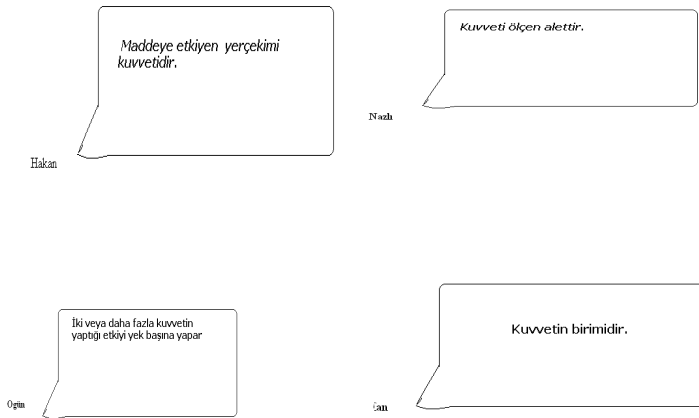 Maddeye etkiyen yerçekimi
kuvvetidir.
Hakan
Kuvveti ölçen alettir.
Nazlı
İki veya daha fazla kuvvetin
yaptığı etkiyi yek başına yapar
Ogün
Kuvvetin birimidir.